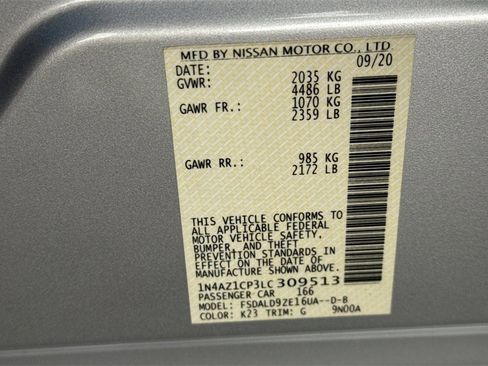 MFD BY NISSAN MOTOR CO., LTD
DATE: 09/20
GVWR: 2035 KG
4486 LB
GAWR FR.: 1070 KG
2359 LB
GAWR RR.: 985 KG
2172 LB
THIS VEHICLE CONFORMS TO
ALL APPLICABLE FEDERAL
MOTOR VEHICLE SAFETY,
BUMPER, AND THEFT
PREVENTION STANDARDS IN
EFFECT ON THE DATE OF
MANUFACTURE SHOWN ABOVE.
1N4AZ1CP3LC309513
PASSENGER CAR 166
MODEL: FSDALD9ZE16UA--D-B
COLOR: K23 TRIM: G 9N00A